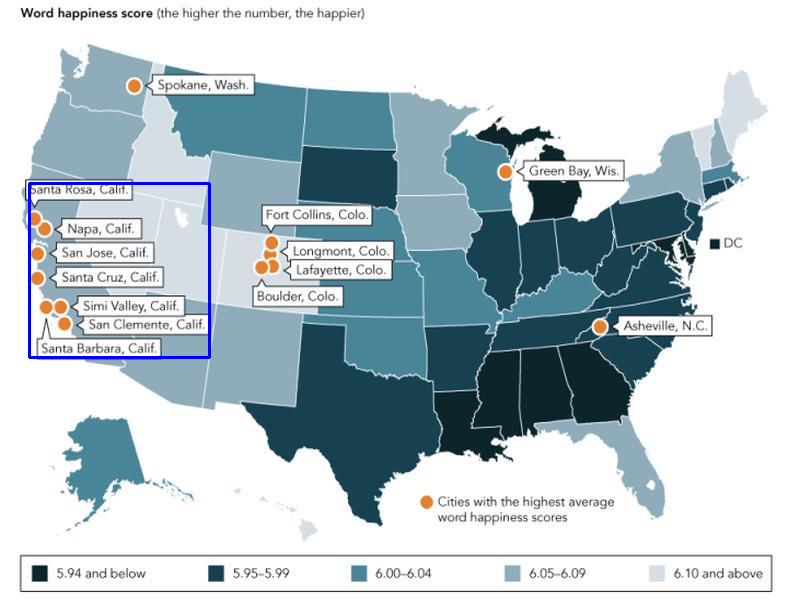 Word happiness score (the higher the number, the happier)
Spokane, Wash.
Green Bay, Wis.
Santa Rosa, Calif.
Fort Collins, Colo.
Napa, Calif.
DC
San Jose, Calif.
Longmont, Colo.
Lafayette, Colo.
Santa Cruz, Calif.
Boulder, Colo.
Simi Valley, Calif.
San Clemente, Calif.
Asheville, N.C.
Santa Barbara, Calif.
Cities with the highest average
word happiness scores
5.94 and below
5.95–5.99
6.00–6.04
6.05–6.09
6.10 and above